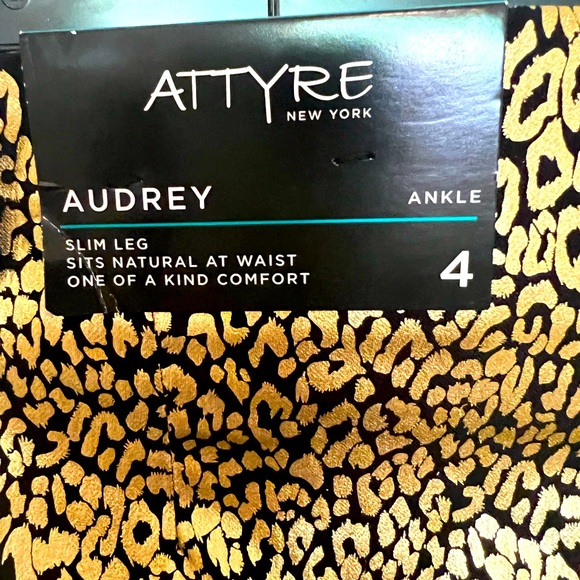 ATTYRE
NEW YORK
AUDREY ANKLE
SLIM LEG
SITS NATURAL AT WAIST
ONE OF A KIND COMFORT
4